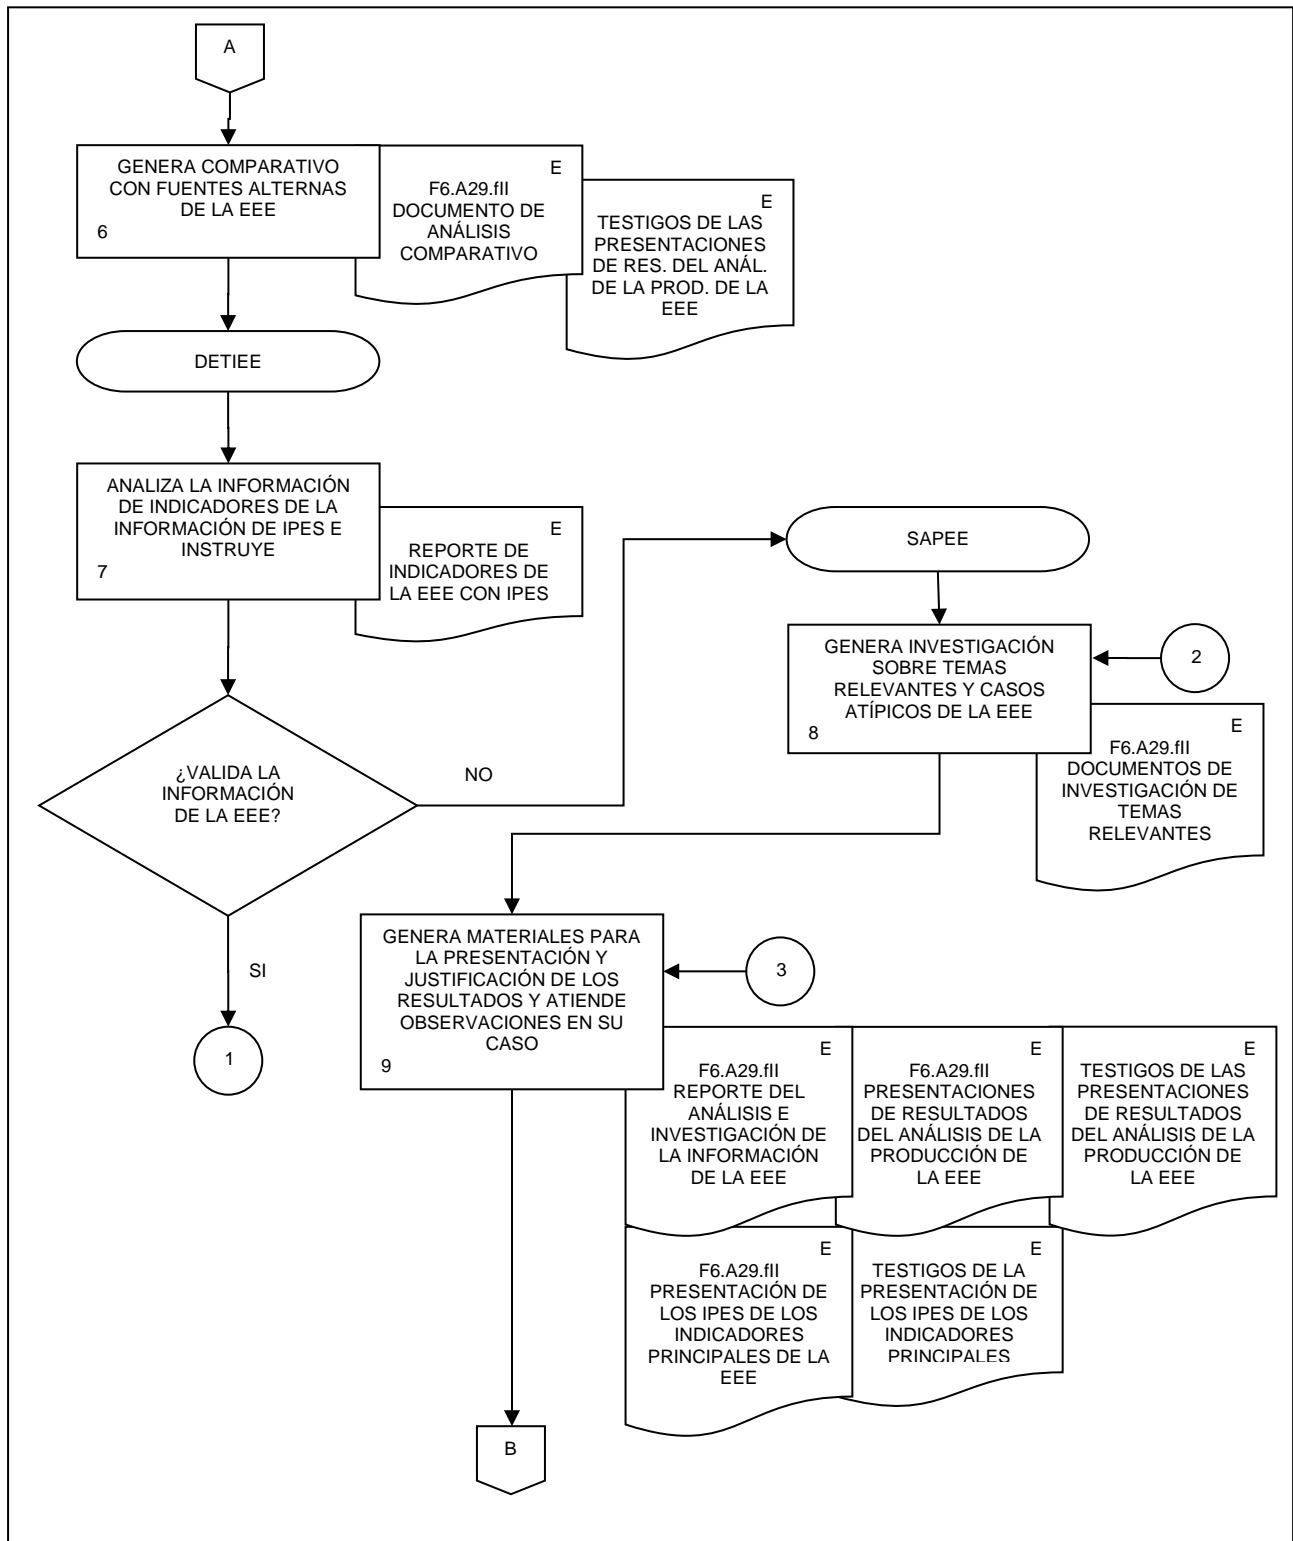 A
GENERA COMPARATIVO
CON FUENTES ALTERNAS
DE LA EEE
6
E
F6.A29.fII
DOCUMENTO DE
ANÁLISIS
COMPARATIVO
E
TESTIGOS DE LAS
PRESENTACIONES
DE RES. DEL ANÁL.
DE LA PROD. DE LA
EEE
DETIEE
ANALIZA LA INFORMACIÓN
DE INDICADORES DE LA
INFORMACIÓN DE IPES E
INSTRUYE
7
E
REPORTE DE
INDICADORES DE
LA EEE CON IPES
SAPEE
GENERA INVESTIGACIÓN
SOBRE TEMAS
RELEVANTES Y CASOS
ATÍPICOS DE LA EEE
8
2
E
F6.A29.fII
DOCUMENTOS DE
INVESTIGACIÓN DE
TEMAS
RELEVANTES
¿VALIDA LA
INFORMACIÓN
DE LA EEE?
NO
SI
1
GENERA MATERIALES PARA
LA PRESENTACIÓN Y
JUSTIFICACIÓN DE LOS
RESULTADOS Y ATIENDE
OBSERVACIONES EN SU
CASO
9
3
E
F6.A29.fII
REPORTE DEL
ANÁLISIS E
INVESTIGACIÓN DE
LA INFORMACIÓN
DE LA EEE
E
F6.A29.fII
PRESENTACIONES
DE RESULTADOS
DEL ANÁLISIS DE LA
PRODUCCIÓN DE
LA EEE
E
TESTIGOS DE LAS
PRESENTACIONES
DE RESULTADOS
DEL ANÁLISIS DE LA
PRODUCCIÓN DE
LA EEE
E
F6.A29.fII
PRESENTACIÓN DE
LOS IPES DE LOS
INDICADORES
PRINCIPALES DE LA
EEE
E
TESTIGOS DE LA
PRESENTACIÓN DE
LOS IPES DE LOS
INDICADORES
PRINCIPALES
B